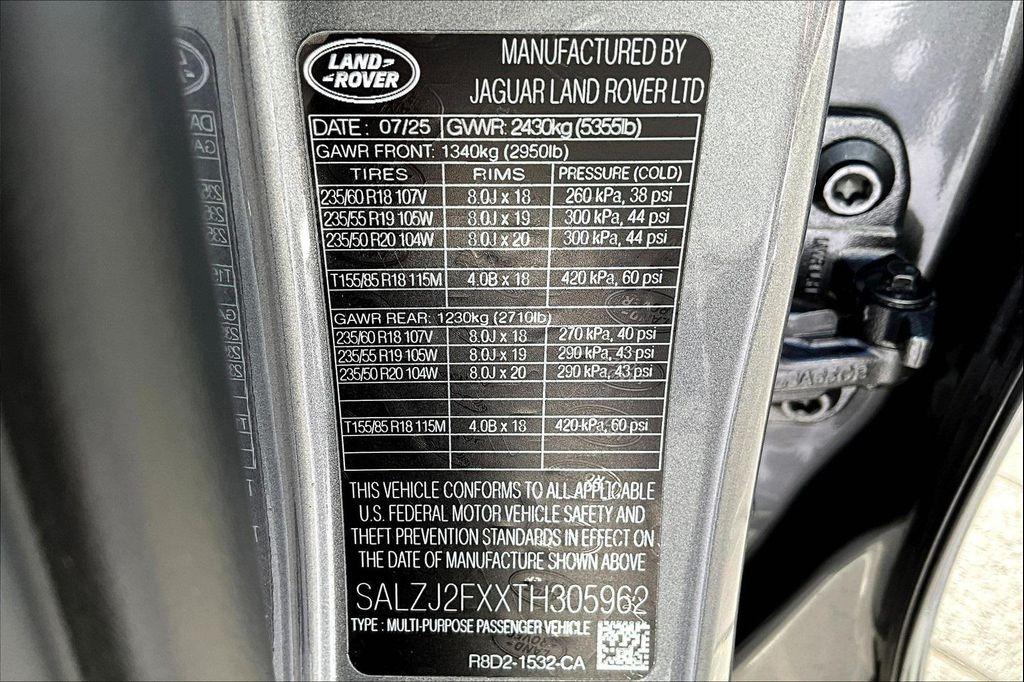 LAND
ROVER
MANUFACTURED BY
JAGUAR LAND ROVER LTD
DATE : 07/25 GVWR: 2430kg (5355lb)
GAWR FRONT: 1340kg (2950lb)
TIRES RIMS PRESSURE (COLD)
235/60 R18 107V 8.0J x 18 260 kPa, 38 psi
235/55 R19 105W 8.0J x 19 300 kPa, 44 psi
235/50 R20 104W 8.0J x 20 300 kPa, 44 psi
T155/85 R18 115M 4.0B x 18 420 kPa, 60 psi
GAWR REAR: 1230kg (2710lb)
235/60 R18 107V 8.0J x 18 270 kPa, 40 psi
235/55 R19 105W 8.0J x 19 290 kPa, 43 psi
235/50 R20 104W 8.0J x 20 290 kPa, 43 psi
T155/85 R18 115M 4.0B x 18 420 kPa, 60 psi
THIS VEHICLE CONFORMS TO ALL APPLICABLE
U.S. FEDERAL MOTOR VEHICLE SAFETY AND
THEFT PREVENTION STANDARDS IN EFFECT ON
THE DATE OF MANUFACTURE SHOWN ABOVE
SALZJ2FXXTH305962
TYPE : MULTI-PURPOSE PASSENGER VEHICLE
R8D2-1532-CA